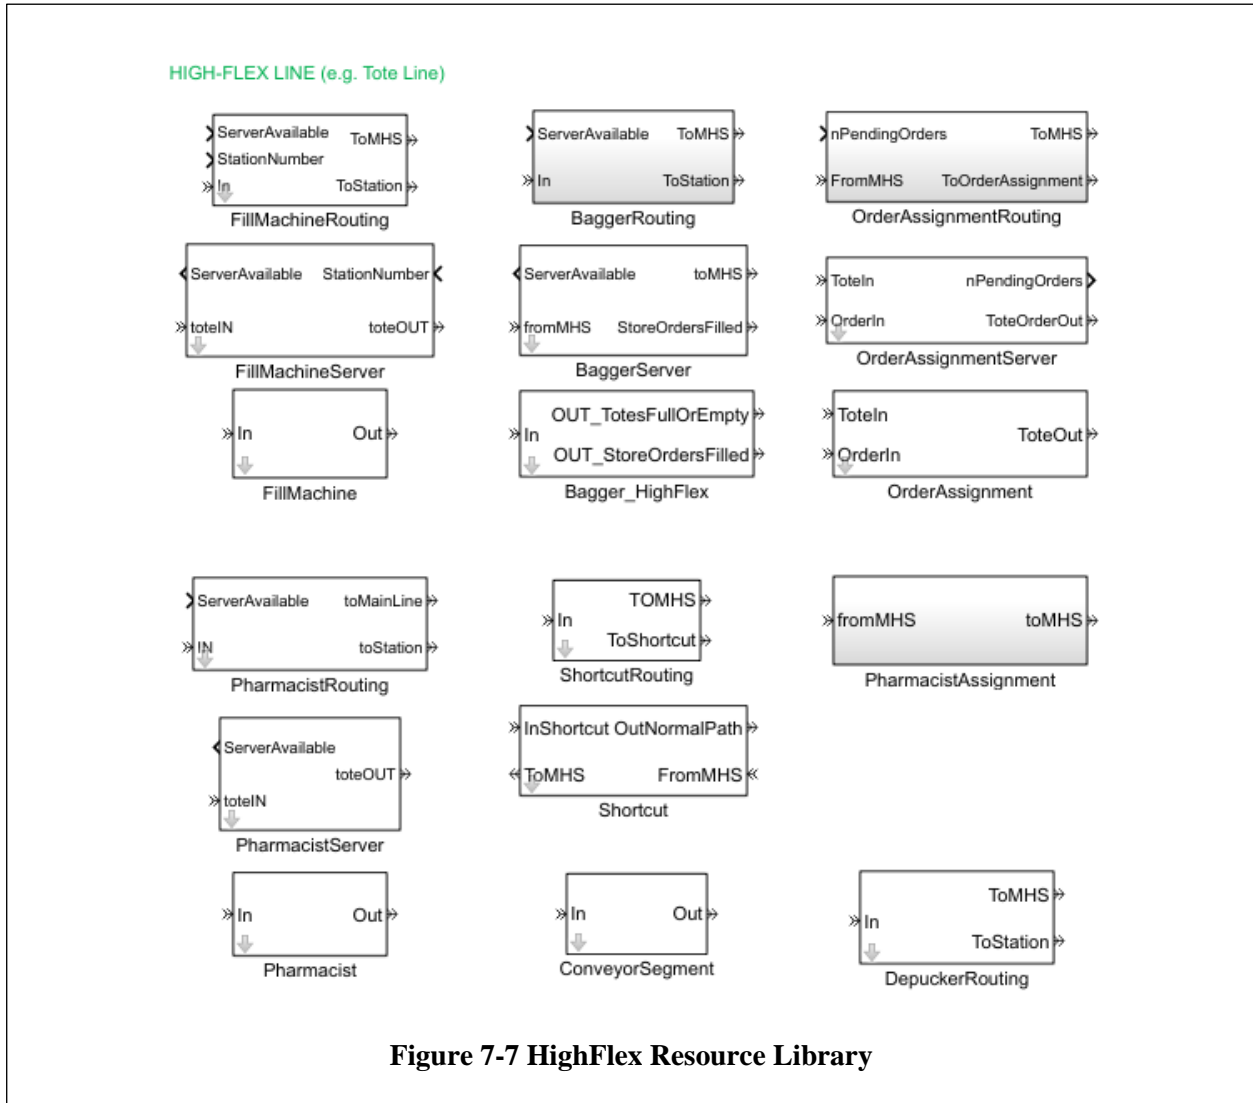 HIGH-FLEX LINE (e.g. Tote Line)
ServerAvailable ToMHS
StationNumber
In ToStation
FillMachineRouting
ServerAvailable ToMHS
In ToStation
BaggerRouting
nPendingOrders ToMHS
FromMHS ToOrderAssignment
OrderAssignmentRouting
ServerAvailable StationNumber
toteIN toteOUT
FillMachineServer
ServerAvailable toMHS
fromMHS StoreOrdersFilled
BaggerServer
ToteIn nPendingOrders
OrderIn ToteOrderOut
OrderAssignmentServer
In Out
FillMachine
OUT_TotesFullOrEmpty
In
OUT_StoreOrdersFilled
Bagger_HighFlex
ToteIn
ToteOut
OrderIn
OrderAssignment
ServerAvailable toMainLine
IN toStation
PharmacistRouting
TOMHS
In
ToShortcut
ShortcutRouting
fromMHS toMHS
PharmacistAssignment
ServerAvailable
toteOUT
toteIN
PharmacistServer
InShortcut OutNormalPath
ToMHS FromMHS
Shortcut
In Out
Pharmacist
In Out
ConveyorSegment
ToMHS
In
ToStation
DepuckerRouting
Figure 7-7 HighFlex Resource Library